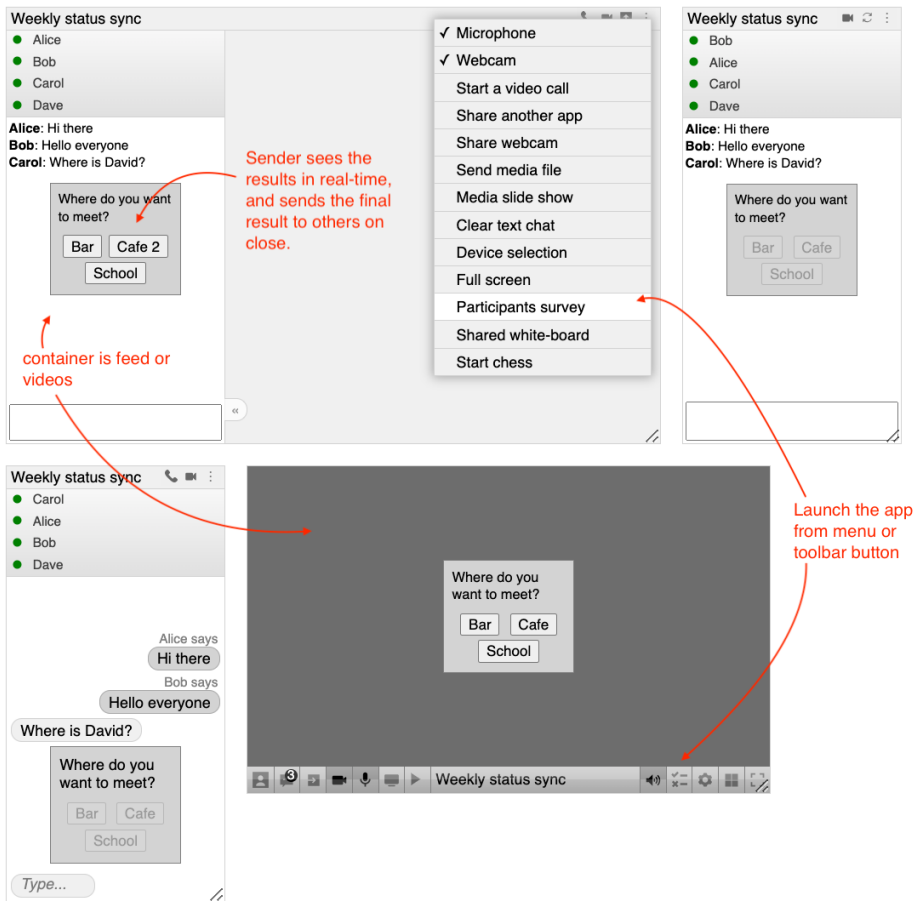 Weekly status sync
Alice
Bob
Carol
Dave
Alice: Hi there
Bob: Hello everyone
Carol: Where is David?
Where do you want
to meet?
Bar
Cafe 2
School
«
Sender sees the
results in real-time,
and sends the final
result to others on
close.
container is feed or
videos
✓ Microphone
✓ Webcam
Start a video call
Share another app
Share webcam
Send media file
Media slide show
Clear text chat
Device selection
Full screen
Participants survey
Shared white-board
Start chess
Weekly status sync
Bob
Alice
Carol
Dave
Alice: Hi there
Bob: Hello everyone
Carol: Where is David?
Where do you want
to meet?
Bar
Cafe
School
Weekly status sync
Carol
Alice
Bob
Dave
Alice says
Hi there
Bob says
Hello everyone
Where is David?
Where do you
want to meet?
Bar
Cafe
School
Type...
Where do you
want to meet?
Bar
Cafe
School
3
Weekly status sync
Launch the app
from menu or
toolbar button